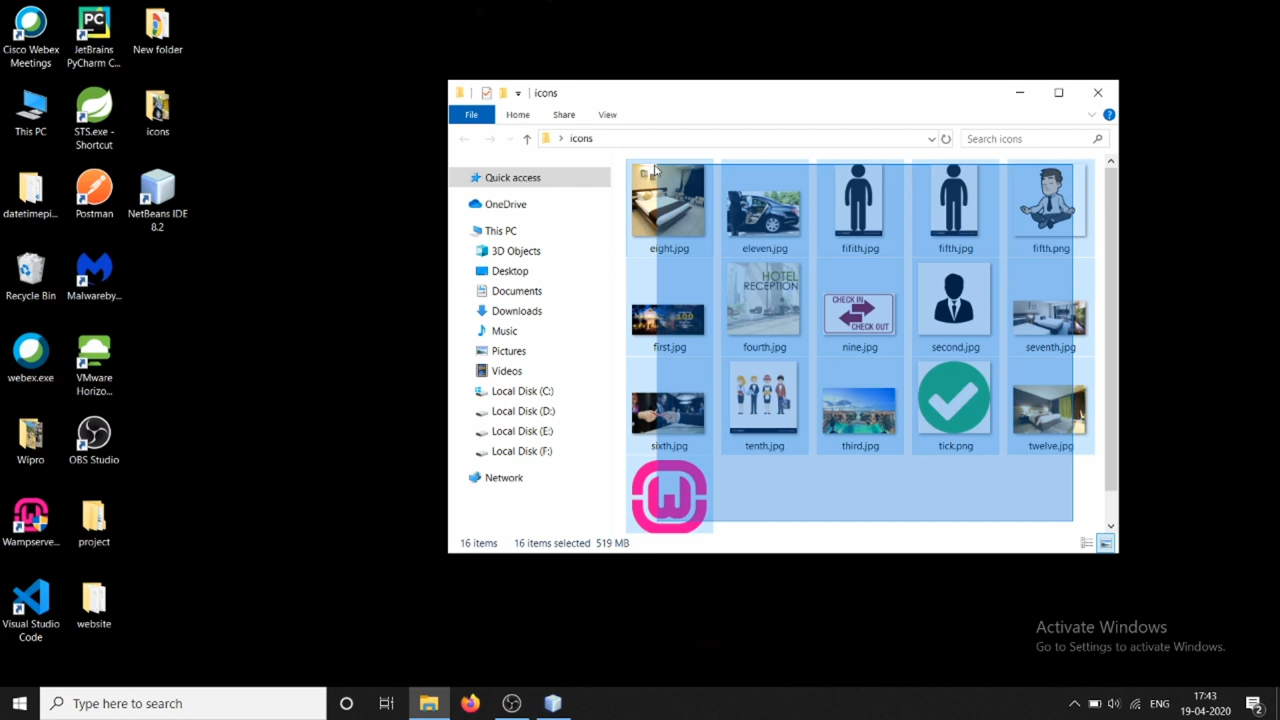 Cisco Webex
Meetings
JetBrains
PyCharm C...
New folder
This PC
STS.exe -
Shortcut
icons
datetimepi...
Postman
NetBeans IDE
8.2
Recycle Bin
Malwareby...
webex.exe
VMware
Horizo...
Wipro
OBS Studio
Wampserve...
project
Visual Studio
Code
website
icons
File
Home
Share
View
icons
Search icons
Quick access
OneDrive
This PC
3D Objects
Desktop
Documents
Downloads
Music
Pictures
Videos
Local Disk (C:)
Local Disk (D:)
Local Disk (E:)
Local Disk (F:)
Network
eight.jpg
eleven.jpg
fifith.jpg
fifth.jpg
fifth.png
HOTEL
RECEPTION
CHECK IN
CHECK OUT
first.jpg
fourth.jpg
nine.jpg
second.jpg
seventh.jpg
sixth.jpg
tenth.jpg
third.jpg
tick.png
twelve.jpg
16 items
16 items selected 519 MB
Activate Windows
Go to Settings to activate Windows.
Type here to search
ENG
17:43
19-04-2020
2